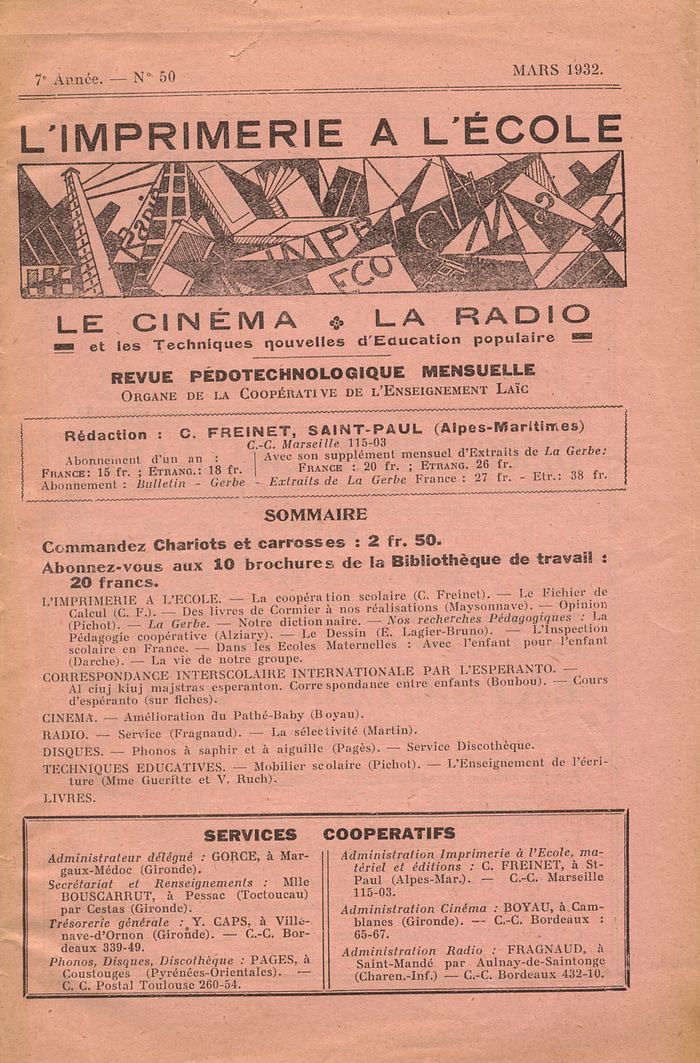 7e Année. — N° 50
MARS 1932.
L'IMPRIMERIE A L'ÉCOLE
Radio
IMPR
ECO
LE CINÉMA LA RADIO
et les Techniques nouvelles d'Education populaire
REVUE PÉDOTECHNOLOGIQUE MENSUELLE
ORGANE DE LA COOPÉRATIVE DE L'ENSEIGNEMENT LAÏC
Rédaction : C. FREINET, SAINT-PAUL (Alpes-Maritimes)
C.-C. Marseille 115-03
Abonnement d'un an :
FRANCE: 15 fr. ; ETRANG.: 18 fr.
Avec son supplément mensuel d'Extraits de La Gerbe:
FRANCE : 20 fr. ; ETRANG. 26 fr.
Abonnement : Bulletin - Gerbe - Extraits de La Gerbe France : 27 fr. - Etr.: 38 fr.
SOMMAIRE
Commandez Chariots et carrosses : 2 fr. 50.
Abonnez-vous aux 10 brochures de la Bibliothèque de travail :
20 francs.
L'IMPRIMERIE A L'ECOLE. — La coopération scolaire (C. Freinet). — Le Fichier de
Calcul (C. F.). — Des livres de Cormier à nos réalisations (Maysonnave). — Opinion
(Pichot). — La Gerbe. — Notre dictionnaire. — Nos recherches Pédagogiques : La
Pédagogie coopérative (Alziary). — Le Dessin (E. Lagier-Bruno). — L'Inspection
scolaire en France. — Dans les Ecoles Maternelles : Avec l'enfant pour l'enfant
(Darche). — La vie de notre groupe.
CORRESPONDANCE INTERSCOLAIRE INTERNATIONALE PAR L'ESPERANTO. —
Al ciuj kiuj majstras esperanton. Correspondance entre enfants (Boubou). — Cours
d'espéranto (sur fiches).
CINEMA. — Amélioration du Pathé-Baby (Boyau).
RADIO. — Service (Fragnaud). — La sélectivité (Martin).
DISQUES. — Phonos à saphir et à aiguille (Pagès). — Service Discothèque.
TECHNIQUES EDUCATIVES. — Mobilier scolaire (Pichot). — L'Enseignement de l'écri-
ture (Mme Gueritte et V. Ruch).
LIVRES.
SERVICES COOPERATIFS
Administrateur délégué : GORCE, à Mar-
gaux-Médoc (Gironde).
Secrétariat et Renseignements : Mlle
BOUSCARRUT, à Pessac (Toctoucau)
par Cestas (Gironde).
Trésorerie générale : Y. CAPS, à Ville-
nave-d'Ornon (Gironde). — C.-C. Bor-
deaux 339-49.
Phonos, Disques, Discothèque : PAGES, à
Coustouges (Pyrénées-Orientales). —
C. C. Postal Toulouse 260-54.
Administration Imprimerie à l'Ecole, ma-
tériel et éditions : C. FREINET, à St-
Paul (Alpes-Mar.). — C.-C. Marseille
115-03.
Administration Cinéma : BOYAU, à Cam-
blanes (Gironde). — C.-C. Bordeaux :
65-67.
Administration Radio : FRAGNAUD, à
Saint-Mandé par Aulnay-de-Saintonge
(Charen.-Inf.) — C.-C. Bordeaux 432-10.